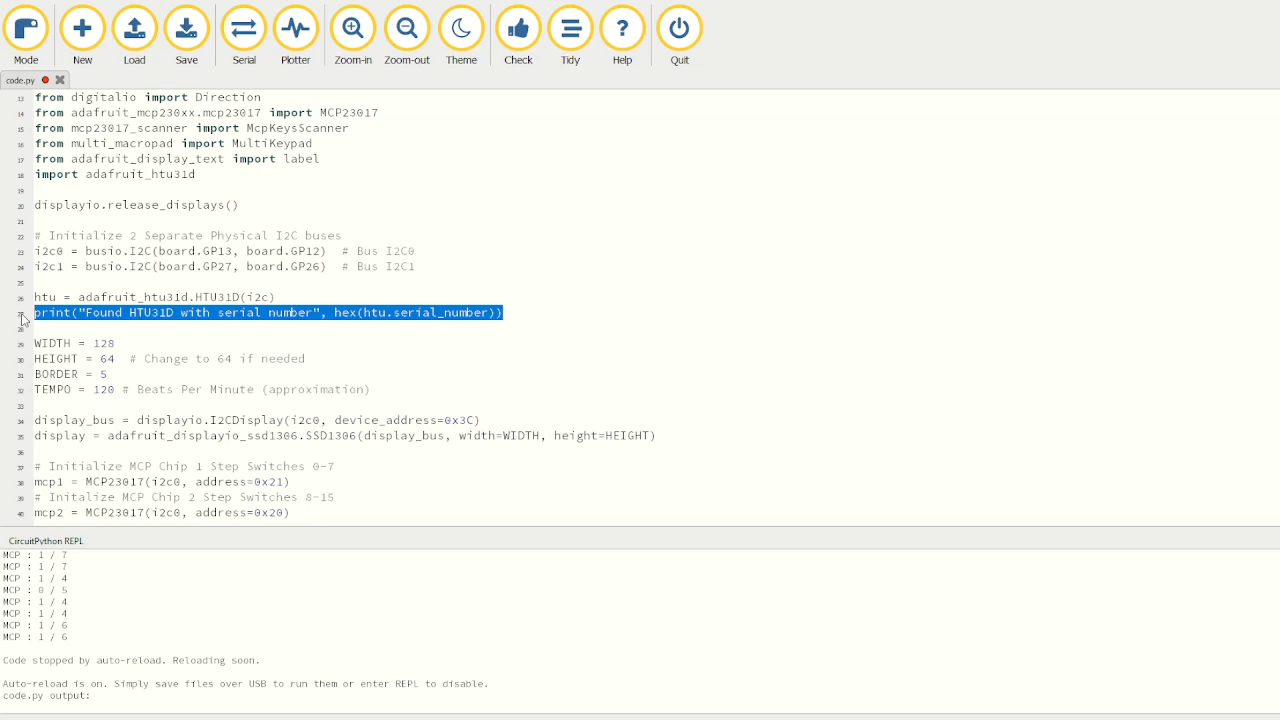 Mode New Load Save Serial Plotter Zoom-in Zoom-out Theme Check Tidy Help Quit
code.py
13 from digitalio import Direction
14 from adafruit_mcp230xx.mcp23017 import MCP23017
15 from mcp23017_scanner import McpKeysScanner
16 from multi_macropad import MultiKeypad
17 from adafruit_display_text import label
18 import adafruit_htu31d
19
20 displayio.release_displays()
21
22 # Initialize 2 Separate Physical I2C buses
23 i2c0 = busio.I2C(board.GP13, board.GP12)  # Bus I2C0
24 i2c1 = busio.I2C(board.GP27, board.GP26)  # Bus I2C1
25
26 htu = adafruit_htu31d.HTU31D(i2c)
27 print("Found HTU31D with serial number", hex(htu.serial_number))
28
29 WIDTH = 128
30 HEIGHT = 64  # Change to 64 if needed
31 BORDER = 5
32 TEMPO = 120 # Beats Per Minute (approximation)
33
34 display_bus = displayio.I2CDisplay(i2c0, device_address=0x3C)
35 display = adafruit_displayio_ssd1306.SSD1306(display_bus, width=WIDTH, height=HEIGHT)
36
37 # Initialize MCP Chip 1 Step Switches 0-7
38 mcp1 = MCP23017(i2c0, address=0x21)
39 # Initalize MCP Chip 2 Step Switches 8-15
40 mcp2 = MCP23017(i2c0, address=0x20)
CircuitPython REPL
MCP : 1 / 7
MCP : 1 / 7
MCP : 1 / 4
MCP : 0 / 5
MCP : 1 / 4
MCP : 1 / 4
MCP : 1 / 6
MCP : 1 / 6
Code stopped by auto-reload. Reloading soon.
Auto-reload is on. Simply save files over USB to run them or enter REPL to disable.
code.py output: